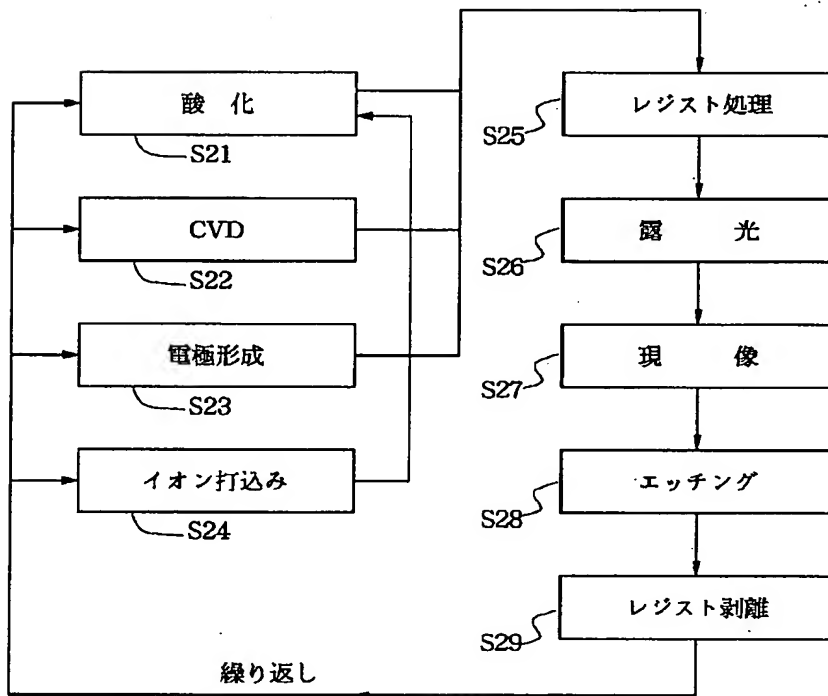 酸 化
S21
CVD
S22
電極形成
S23
イオン打込み
S24
レジスト処理
S25
露 光
S26
現 像
S27
エッチング
S28
レジスト剥離
S29
繰り返し